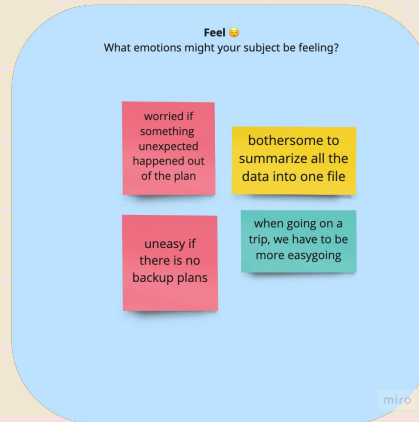 Feel 😌
What emotions might your subject be feeling?
worried if
something
unexpected
happened out
of the plan
bothersome to
summarize all the
data into one file
uneasy if
there is no
backup plans
when going on a
trip, we have to be
more easygoing
miro